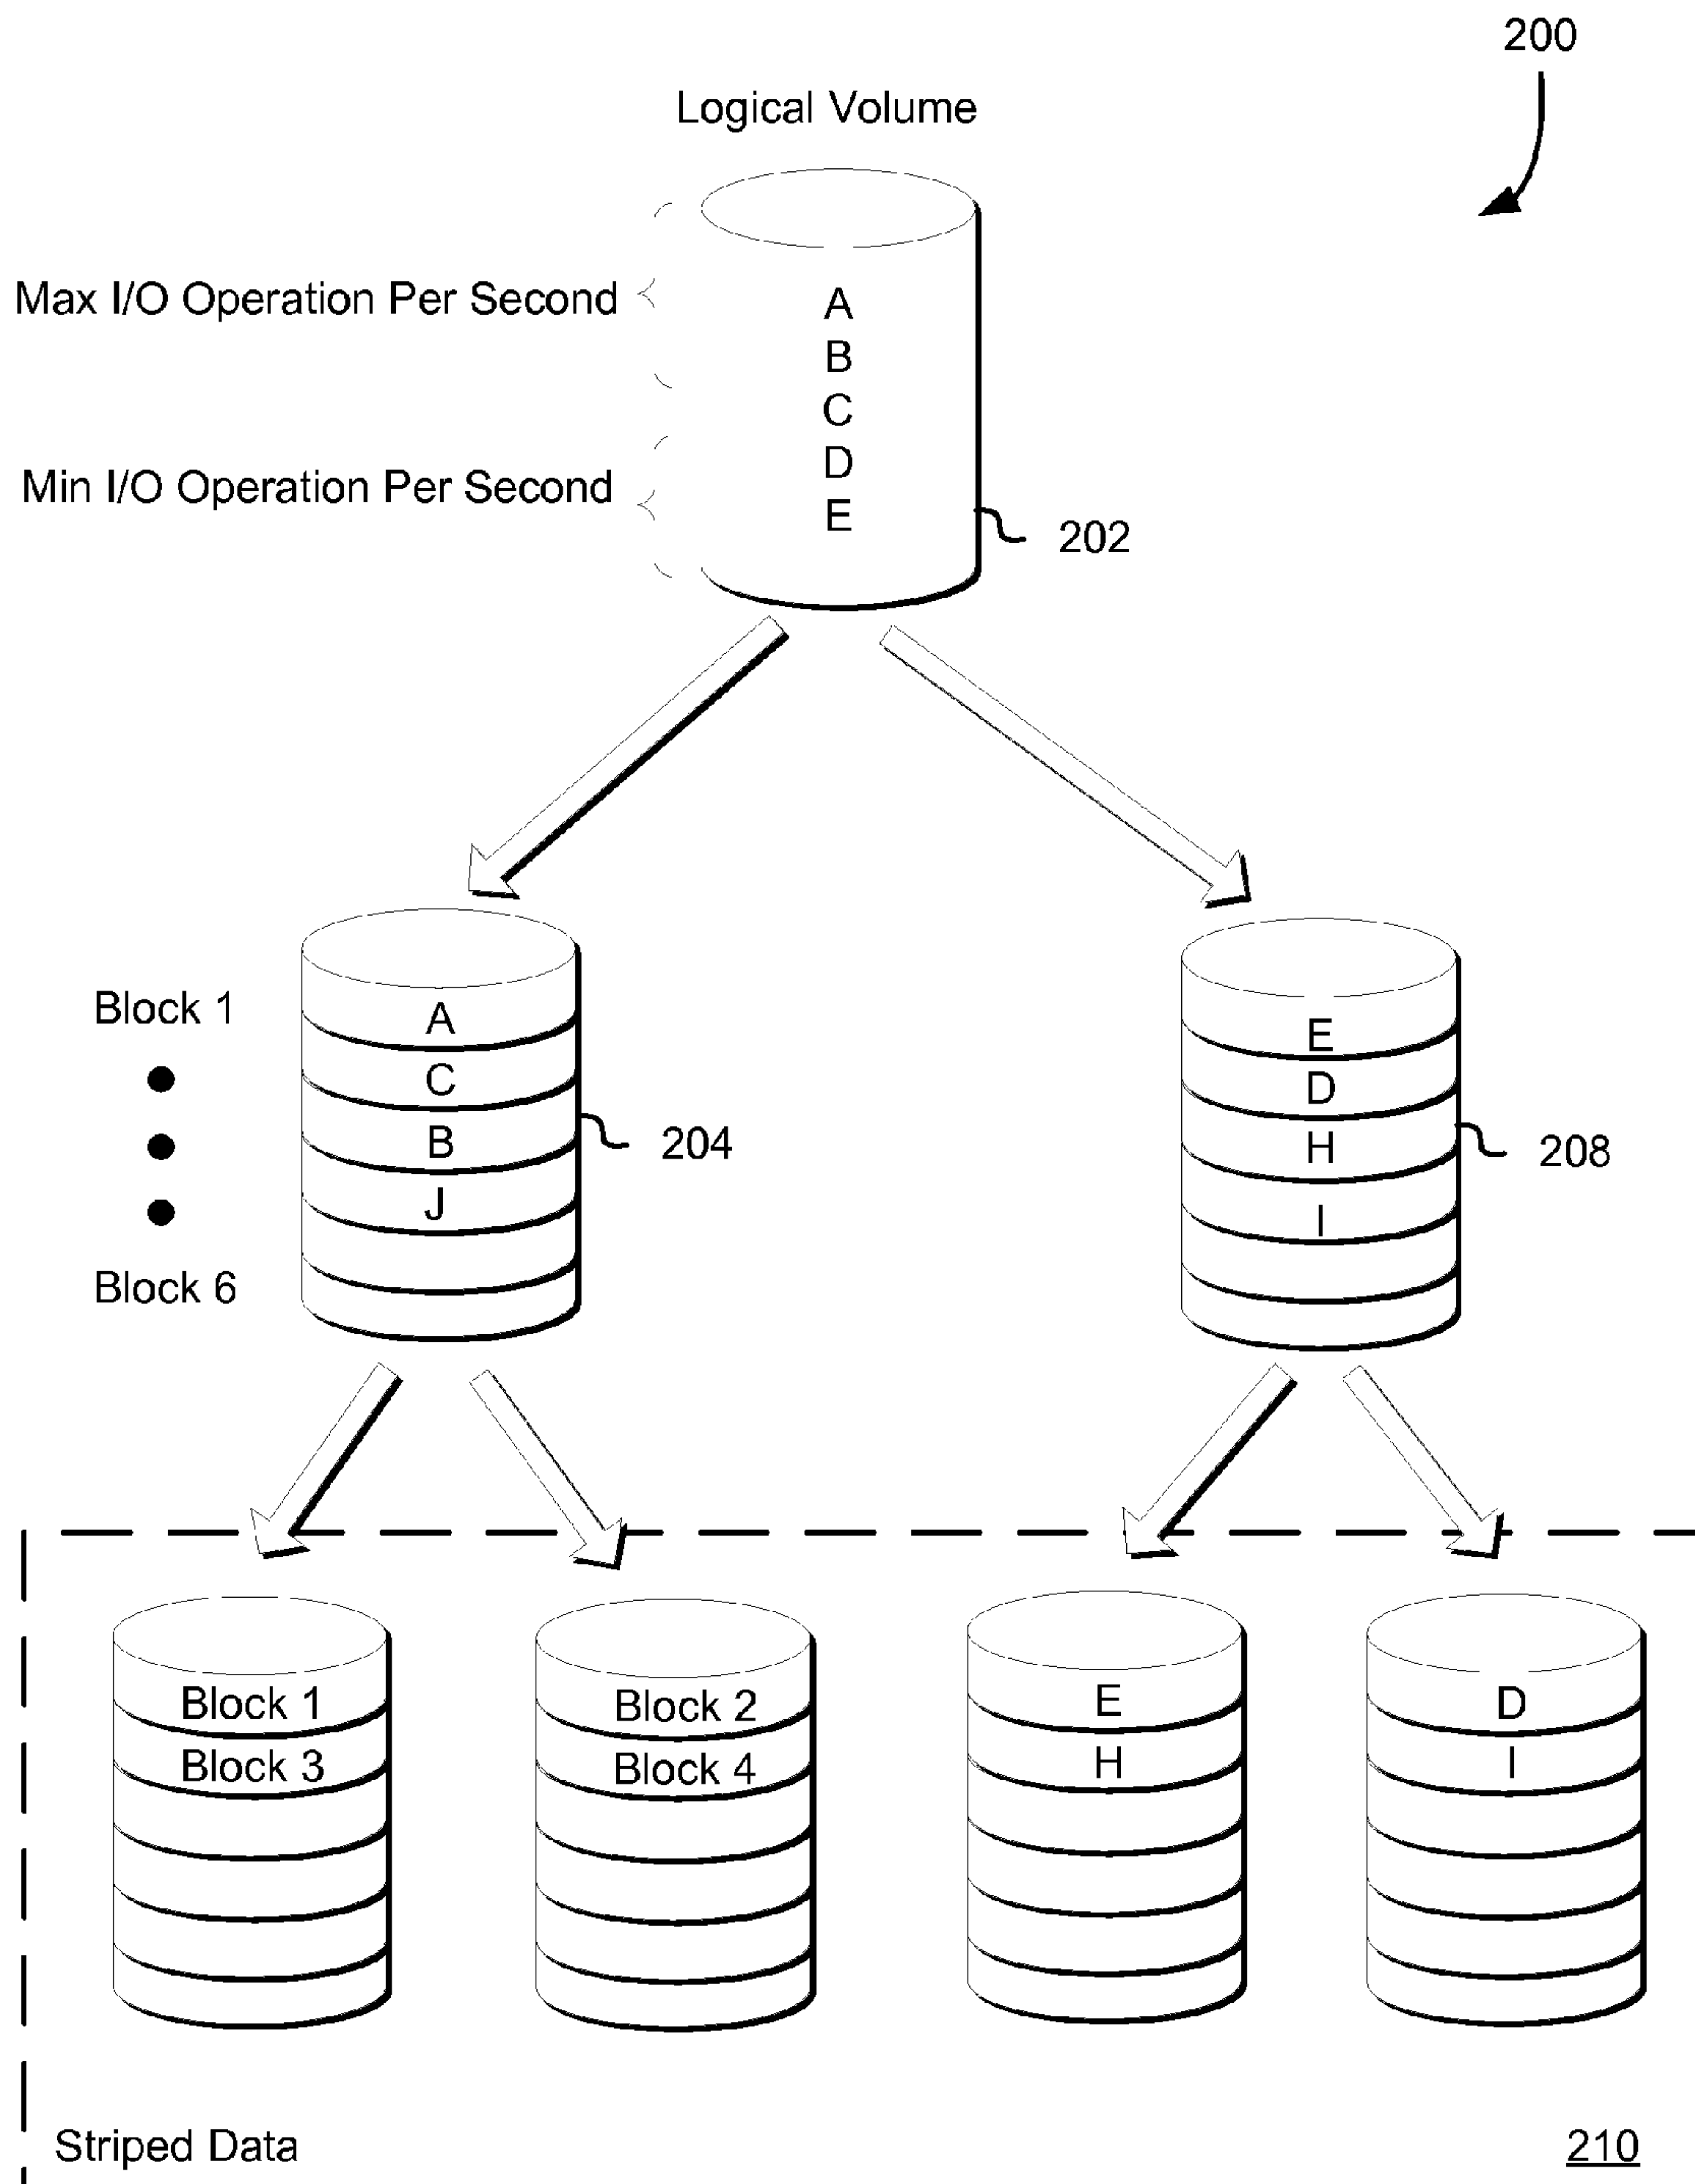 200
Logical Volume
Max I/O Operation Per Second
A
B
C
Min I/O Operation Per Second
D
E
202
Block 1
A
C
B
J
204
Block 6
E
D
H
I
208
Block 1
Block 3
Block 2
Block 4
E
H
D
I
Striped Data
210